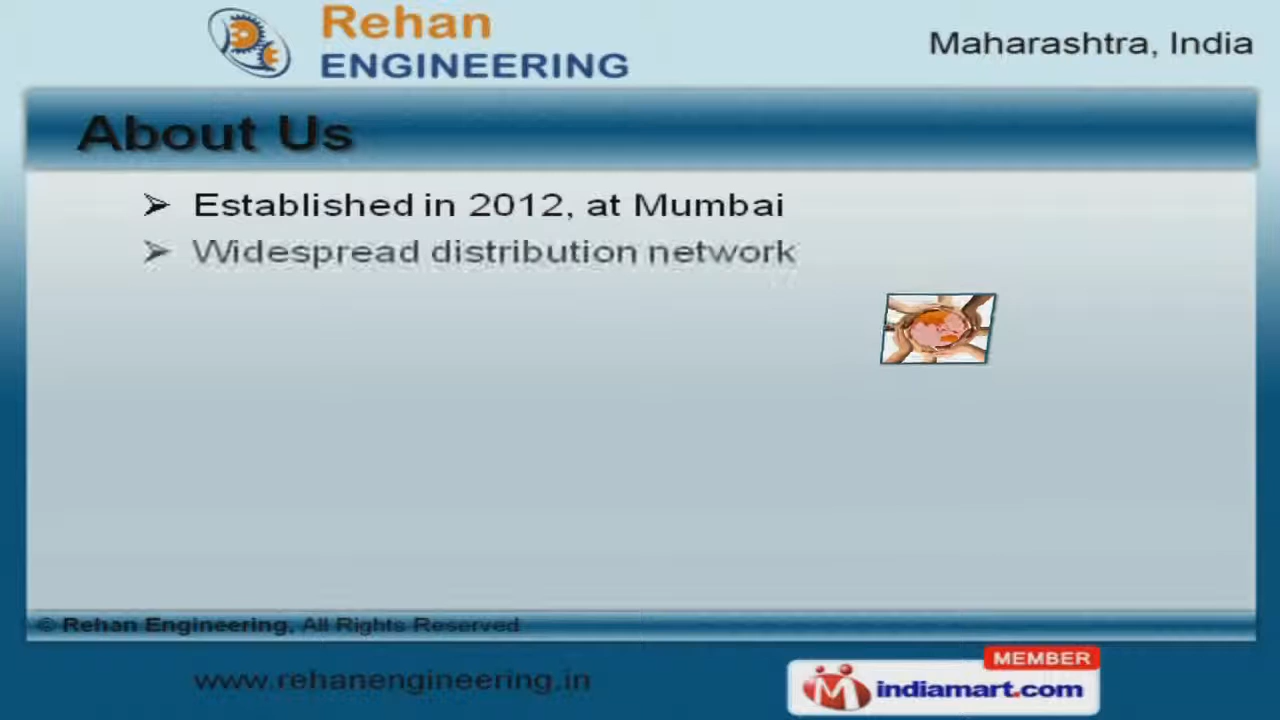 Rehan
ENGINEERING
Maharashtra, India
About Us
➢ Established in 2012, at Mumbai
➢ Widespread distribution network
© Rehan Engineering, All Rights Reserved
www.rehanengineering.in
MEMBER
indiamart.com